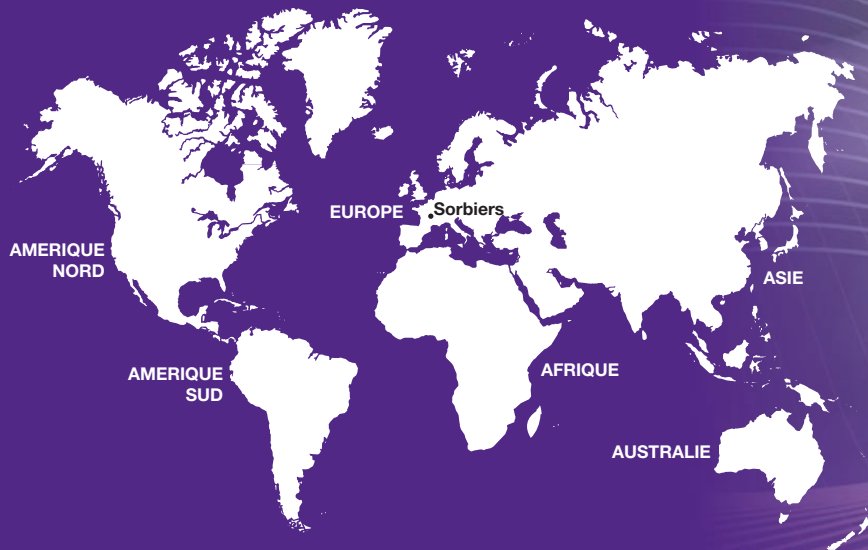 EUROPE
Sorbiers
AMERIQUE
NORD
ASIE
AMERIQUE
SUD
AFRIQUE
AUSTRALIE